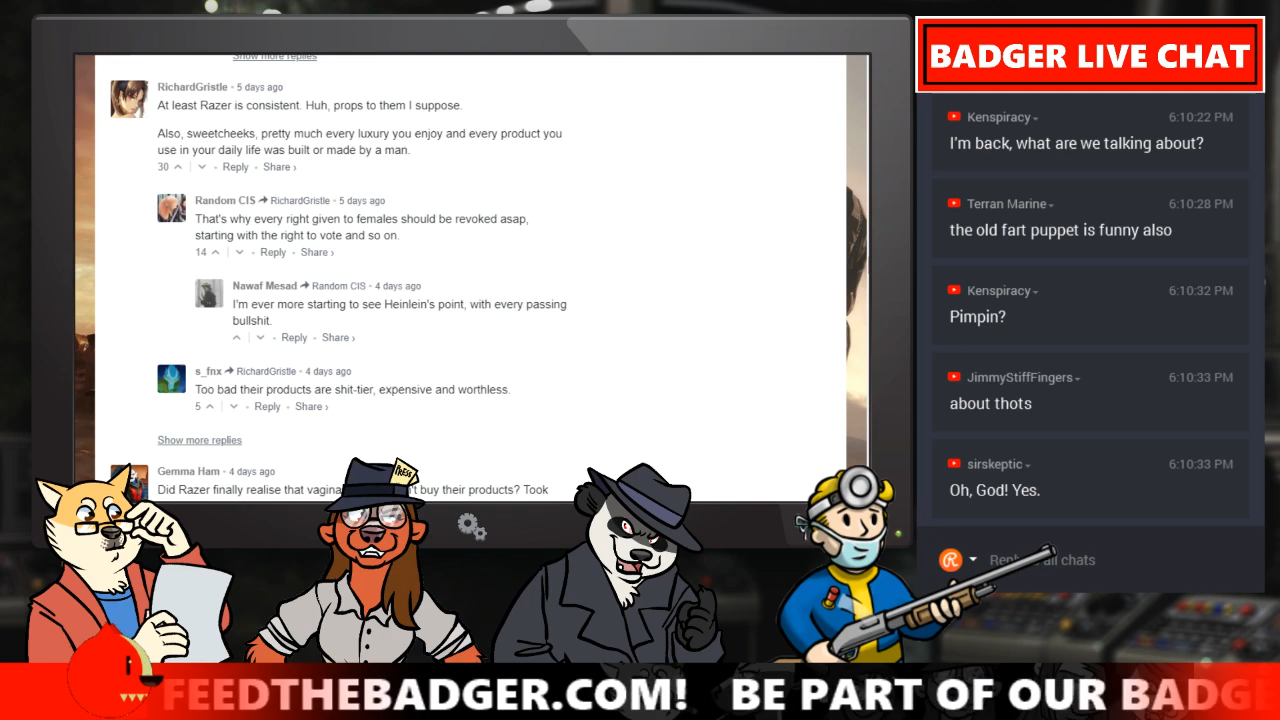 Show more replies
RichardGristle • 5 days ago
At least Razer is consistent. Huh, props to them I suppose.
Also, sweetcheeks, pretty much every luxury you enjoy and every product you
use in your daily life was built or made by a man.
30 • Reply • Share ›
Random CIS RichardGristle • 5 days ago
That's why every right given to females should be revoked asap,
starting with the right to vote and so on.
14 • Reply • Share ›
Nawaf Mesad Random CIS • 4 days ago
I'm ever more starting to see Heinlein's point, with every passing
bullshit.
• Reply • Share ›
s_fnx RichardGristle • 4 days ago
Too bad their products are shit-tier, expensive and worthless.
5 • Reply • Share ›
Show more replies
Gemma Ham • 4 days ago
Did Razer finally realise that vagina buy their products? Took
PRESS
BADGER LIVE CHAT
Kenspiracy 6:10:22 PM
I'm back, what are we talking about?
Terran Marine 6:10:28 PM
the old fart puppet is funny also
Kenspiracy 6:10:32 PM
Pimpin?
JimmyStiffFingers 6:10:33 PM
about thots
sirskeptic 6:10:33 PM
Oh, God! Yes.
all chats
FEEDTHEBADGER.COM! BE PART OF OUR BADGE